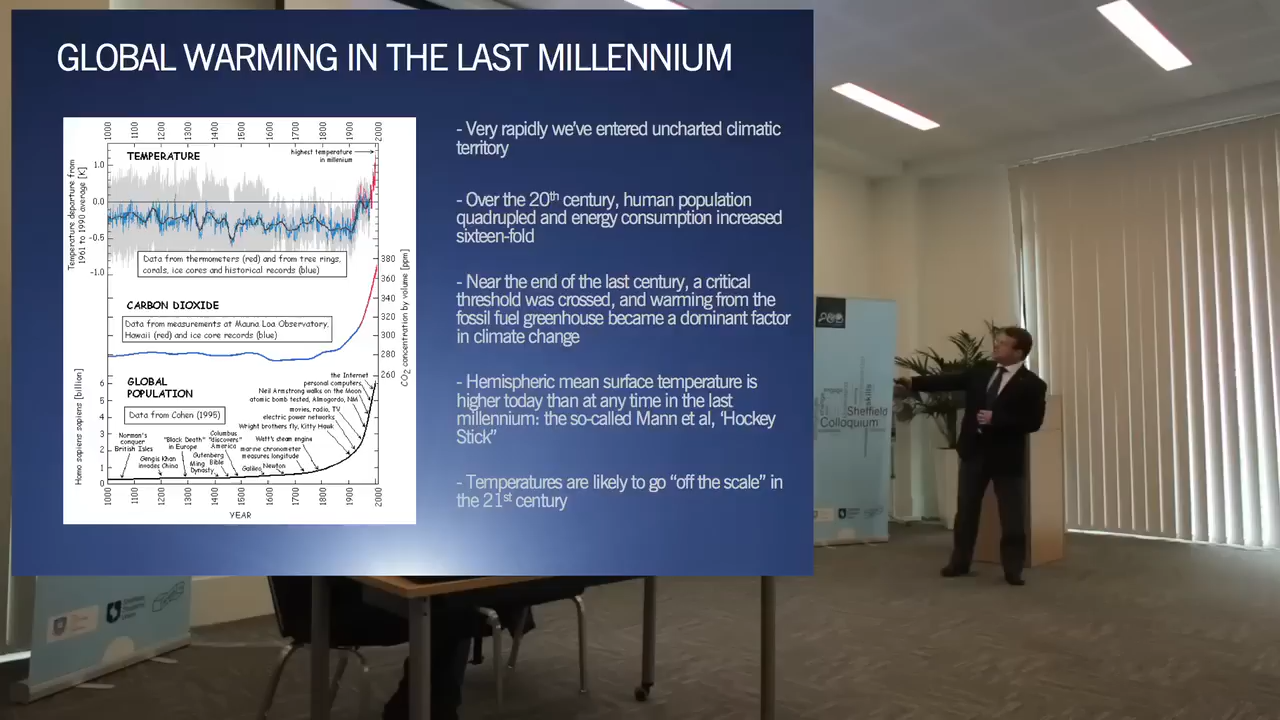 GLOBAL WARMING IN THE LAST MILLENNIUM
1000 1100 1200 1300 1400 1500 1600 1700 1800 1900 2000
TEMPERATURE
highest temperature
in millenium
Temperature departure from
1961 to 1990 average [K]
1.0
0.0
-0.5
-1.0
Data from thermometers (red) and from tree rings,
corals, ice cores and historical records (blue)
CARBON DIOXIDE
Data from measurements at Mauna Loa Observatory,
Hawaii (red) and ice core records (blue)
380
360
340
320
300
280
260
CO2 concentration by volume [ppm]
GLOBAL
POPULATION
Data from Cohen (1995)
Homo sapiens sapiens [billion]
6
5
4
3
2
1
0
the Internet
personal computers
Neil Armstrong walks on the Moon
atomic bomb tested, Almogordo, NM
movies, radio, TV
electric power networks
Wright brothers fly, Kitty Hawk
Watt's steam engine
marine chronometer
measures longitude
Newton
Galileo
Columbus
"discovers"
America
Gutenberg
Bible
"Black Death"
in Europe
Ming
Dynasty
Gengis Khan
invades China
Norman's
conquer
British Isles
1000 1100 1200 1300 1400 1500 1600 1700 1800 1900 2000
YEAR
- Very rapidly we've entered uncharted climatic
territory
- Over the 20th century, human population
quadrupled and energy consumption increased
sixteen-fold
- Near the end of the last century, a critical
threshold was crossed, and warming from the
fossil fuel greenhouse became a dominant factor
in climate change
- Hemispheric mean surface temperature is
higher today than at any time in the last
millennium: the so-called Mann et al, 'Hockey
Stick"
- Temperatures are likely to go "off the scale" in
the 21st century
Sheffield
Colloquium
skills